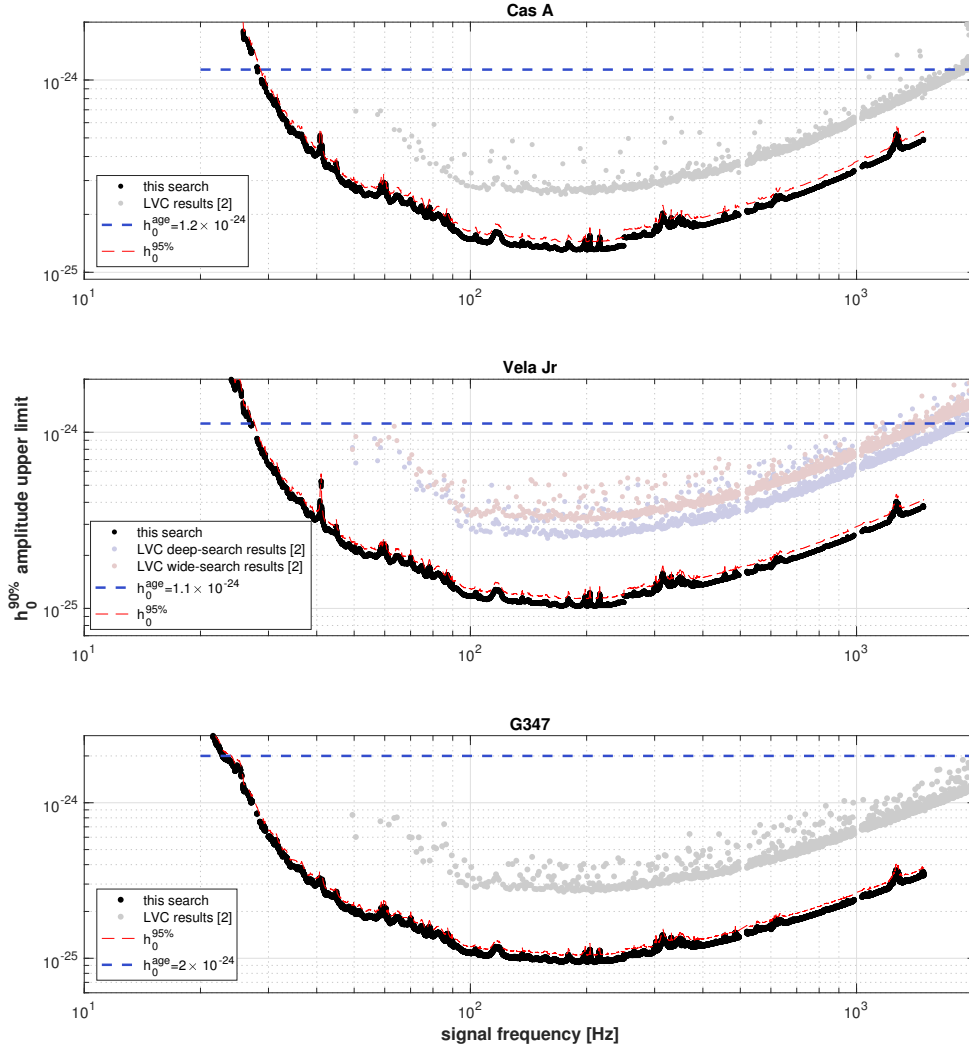 Cas A
10^-24
10^-25
this search
LVC results [2]
h_0^age=1.2× 10^-24
h_0^95%
10^1
10^2
10^3
Vela Jr
h_0^90% amplitude upper limit
10^-24
10^-25
this search
LVC deep-search results [2]
LVC wide-search results [2]
h_0^age=1.1 × 10^-24
h_0^95%
10^1
10^2
10^3
G347
10^-24
10^-25
this search
LVC results [2]
h_0^95%
h_0^age=2× 10^-24
10^1
10^2
10^3
signal frequency [Hz]